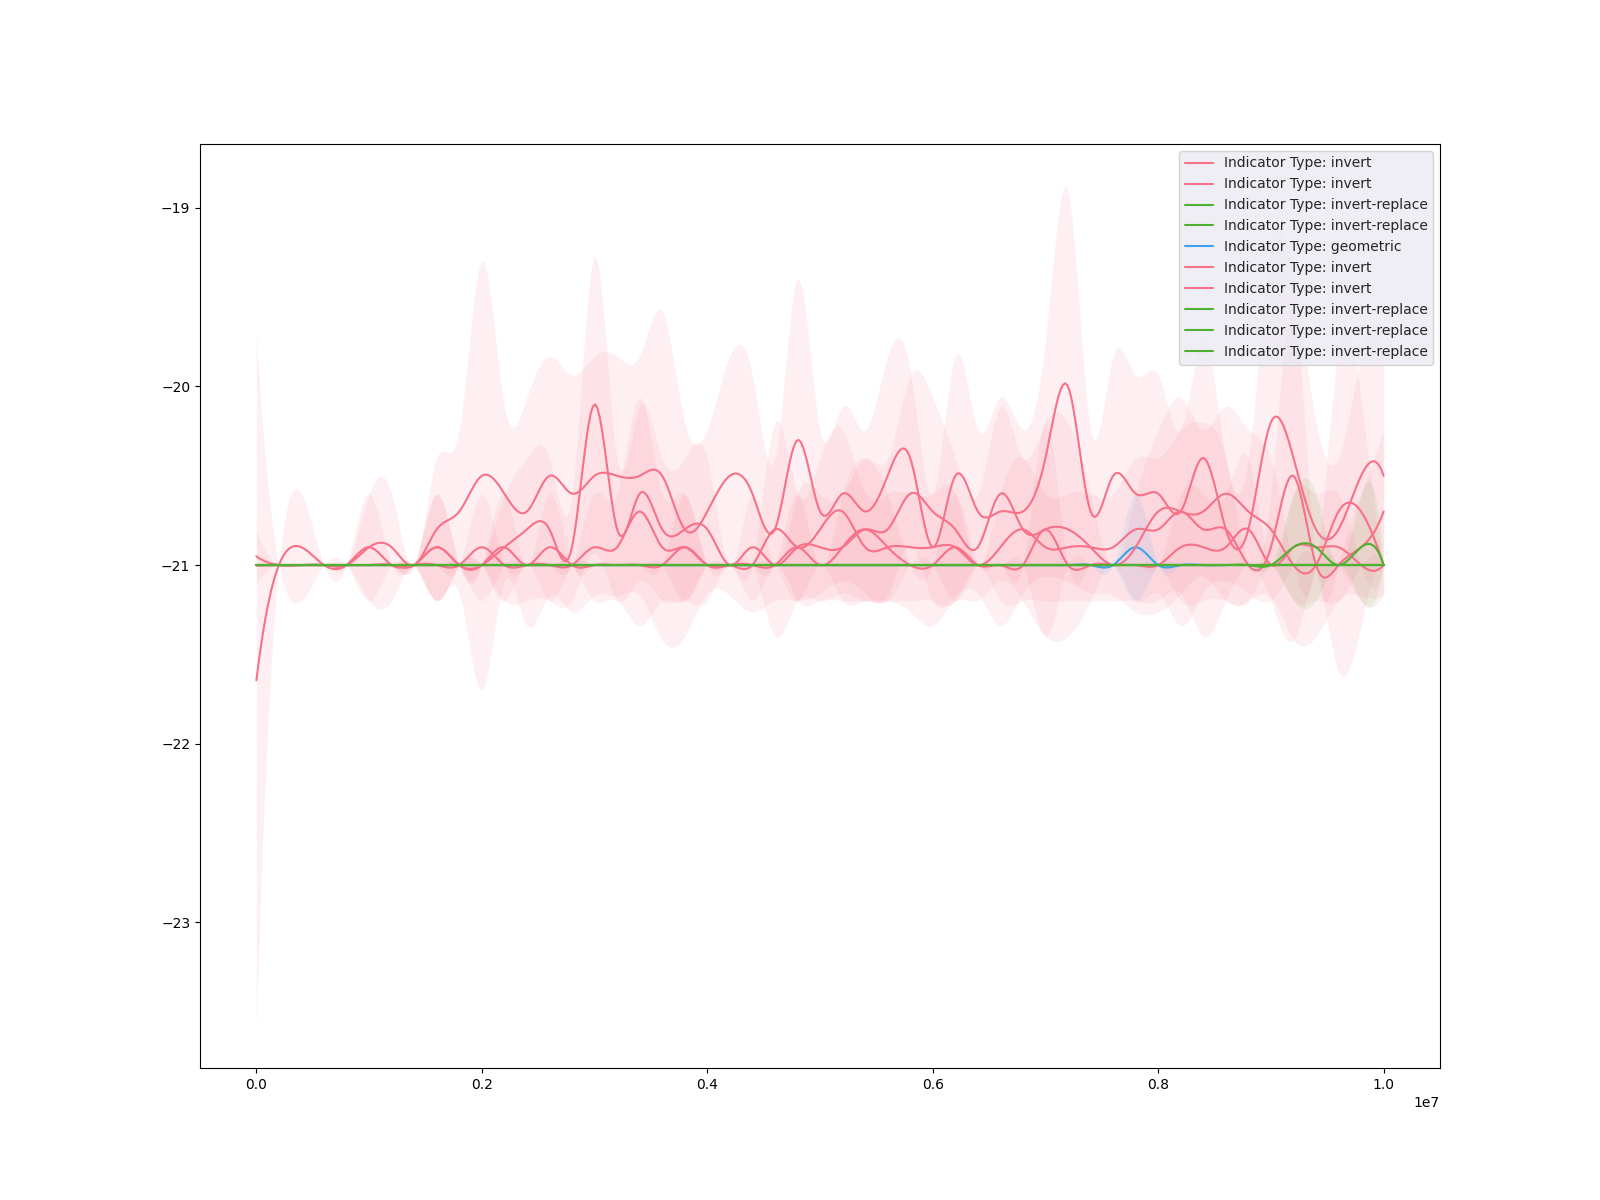 Indicator Type: invert
Indicator Type: invert
Indicator Type: invert-replace
Indicator Type: invert-replace
Indicator Type: geometric
Indicator Type: invert
Indicator Type: invert
Indicator Type: invert-replace
Indicator Type: invert-replace
Indicator Type: invert-replace
−19
−20
−21
−22
−23
0.0 0.2 0.4 0.6 0.8 1.0
1e7